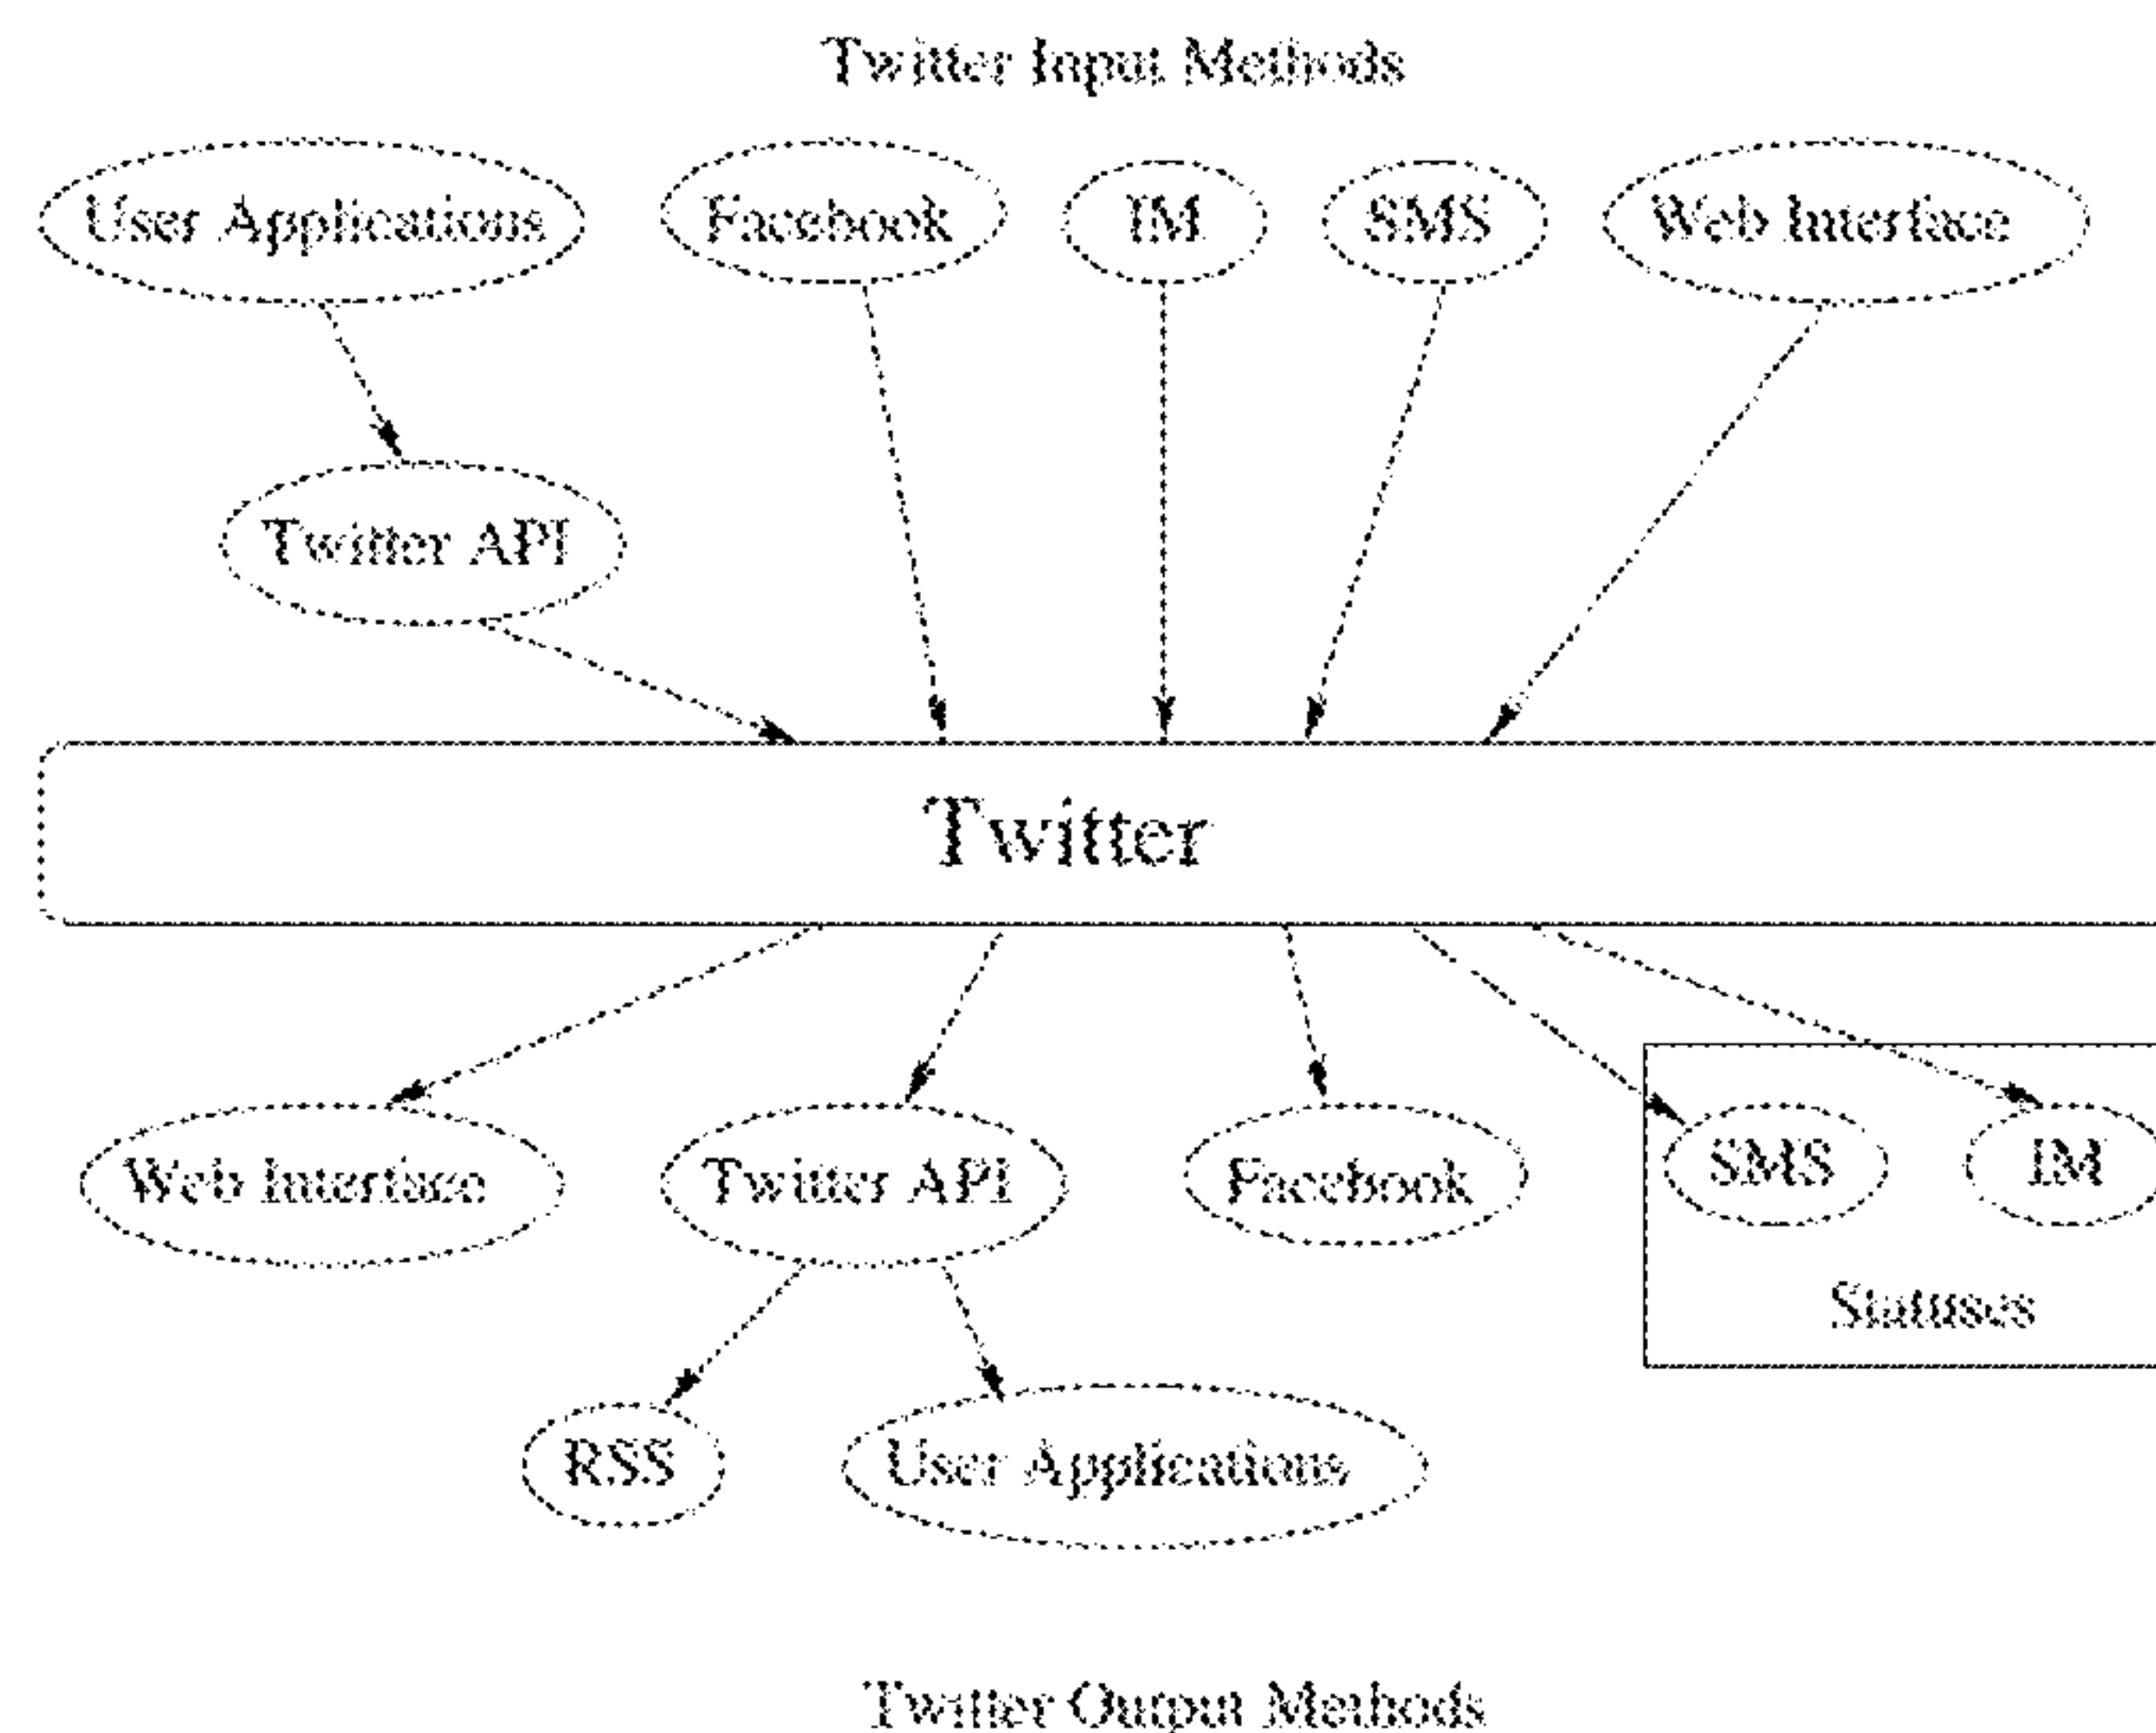 Twitter Input Methods
User Applications
Facebook
IM
SMS
Web Interface
Twitter API
Twitter
Web Interface
Twitter API
Facebook
SMS
IM
Statuses
RSS
User Applications
Twitter Output Methods